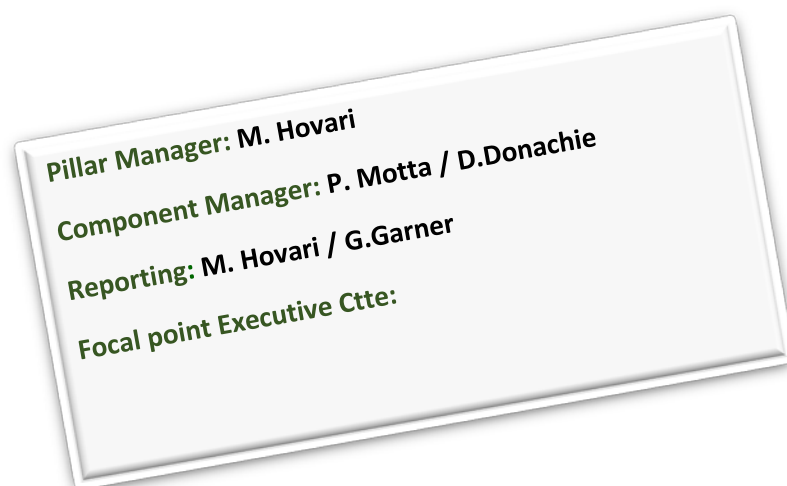 Pillar Manager: M. Hovari
Component Manager: P. Motta / D.Donachie
Reporting: M. Hovari / G.Garner
Focal point Executive Ctte: